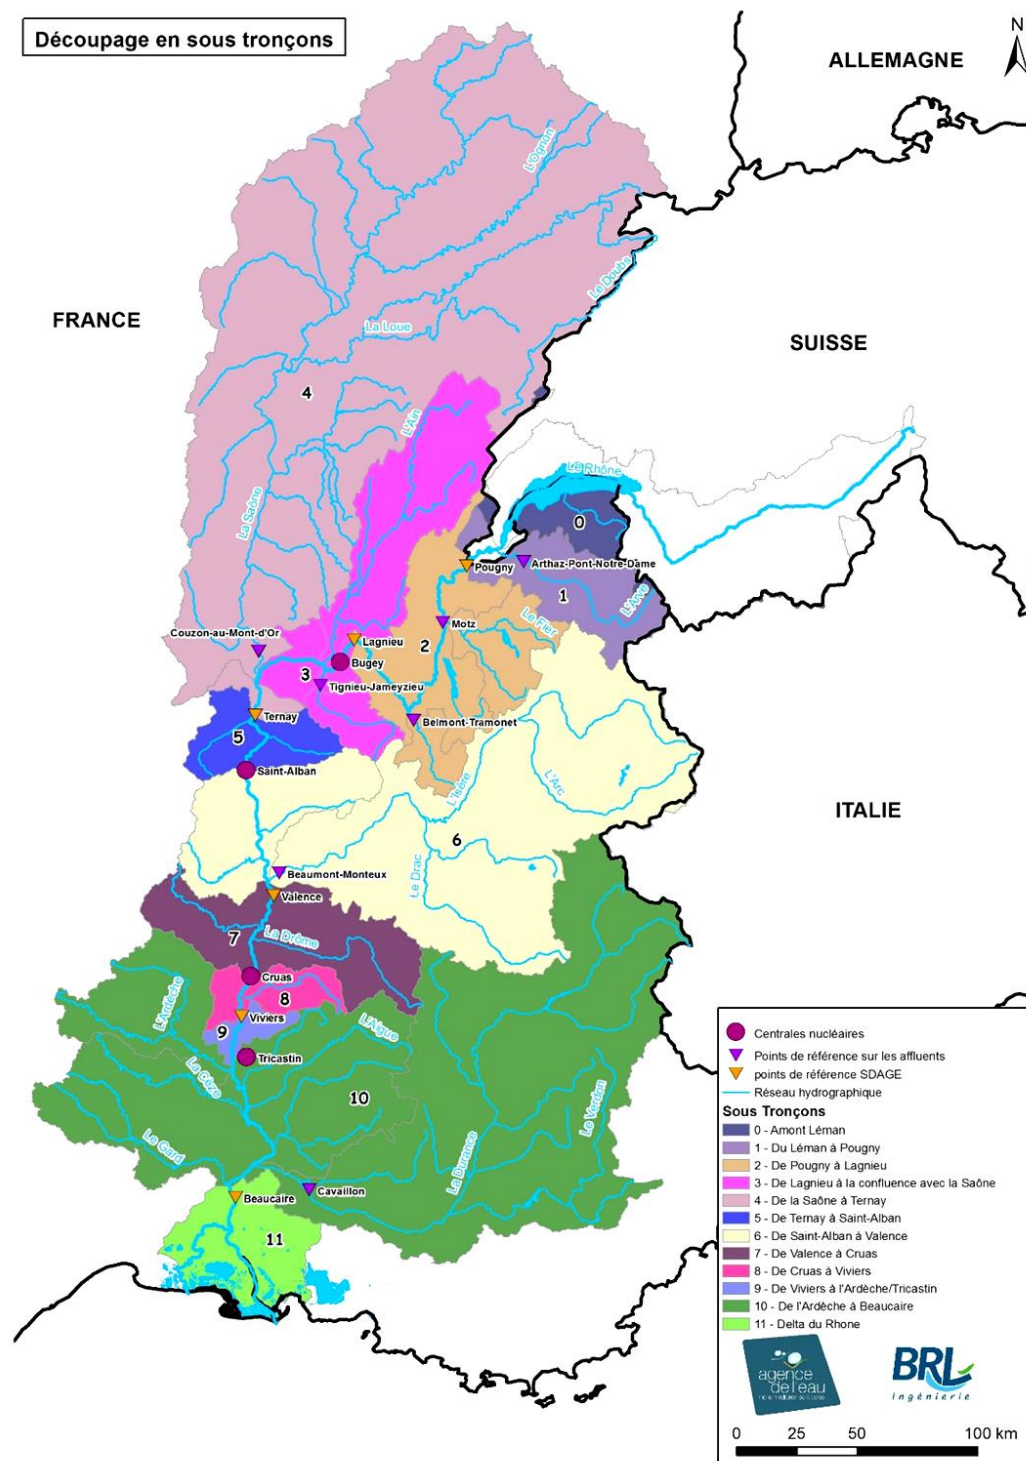 Découpage en sous tronçons
N
ALLEMAGNE
FRANCE
SUISSE
ITALIE
L'Ognon
Le Doubs
La Loue
4
L'Ain
La Saône
Le Rhône
0
Pougny
Arthaz-Pont-Notre-Dame
1
L'Arve
Motz
Le Fier
Couzon-au-Mont-d'Or
Lagnieu
2
Bugey
3
Tignieu-Jameyzieu
Ternay
Belmont-Tramonet
5
Saint-Alban
L'Isère
L'Arc
6
Le Drac
Beaumont-Monteux
Valence
7
La Drôme
Cruas
L'Ardèche
8
Viviers
L'Aigue
9
Tricastin
La Cèze
10
Le Verdon
Le Gard
La Durance
Cavaillon
Beaucaire
11
Centrales nucléaires
Points de référence sur les affluents
points de référence SDAGE
Réseau hydrographique
Sous Tronçons
0 - Amont Léman
1 - Du Léman à Pougny
2 - De Pougny à Lagnieu
3 - De Lagnieu à la confluence avec la Saône
4 - De la Saône à Ternay
5 - De Ternay à Saint-Alban
6 - De Saint-Alban à Valence
7 - De Valence à Cruas
8 - De Cruas à Viviers
9 - De Viviers à l'Ardèche/Tricastin
10 - De l'Ardèche à Beaucaire
11 - Delta du Rhone
agence
de l'eau
BRL
ingénierie
0 25 50 100 km